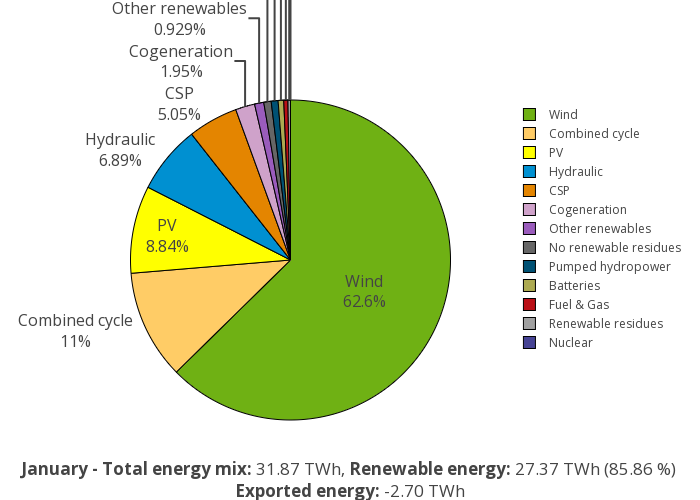 Other renewables
0.929%
Cogeneration
1.95%
CSP
5.05%
Hydraulic
6.89%
PV
8.84%
Combined cycle
11%
Wind
62.6%
Wind
Combined cycle
PV
Hydraulic
CSP
Cogeneration
Other renewables
No renewable residues
Pumped hydropower
Batteries
Fuel & Gas
Renewable residues
Nuclear
January - Total energy mix: 31.87 TWh, Renewable energy: 27.37 TWh (85.86 %)
Exported energy: -2.70 TWh